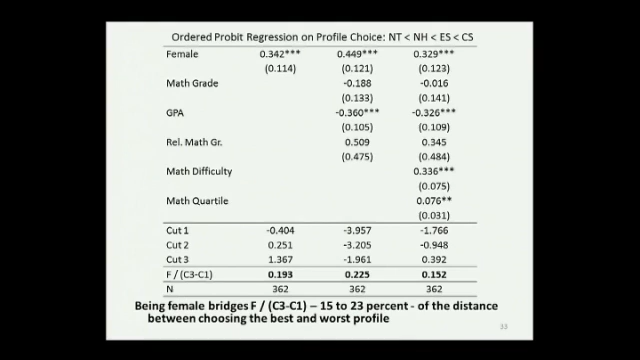 Ordered Probit Regression on Profile Choice: NT < NH < ES < CS
Female 0.342*** 0.449*** 0.329***
(0.114) (0.121) (0.123)
Math Grade -0.188 -0.016
(0.133) (0.141)
GPA -0.360*** -0.326***
(0.105) (0.109)
Rel. Math Gr. 0.509 0.345
(0.475) (0.484)
Math Difficulty 0.336***
(0.075)
Math Quartile 0.076**
(0.031)
Cut 1 -0.404 -3.957 -1.766
Cut 2 0.251 -3.205 -0.948
Cut 3 1.367 -1.961 0.392
F / (C3-C1) 0.193 0.225 0.152
N 362 362 362
Being female bridges F / (C3-C1) – 15 to 23 percent - of the distance
between choosing the best and worst profile
33